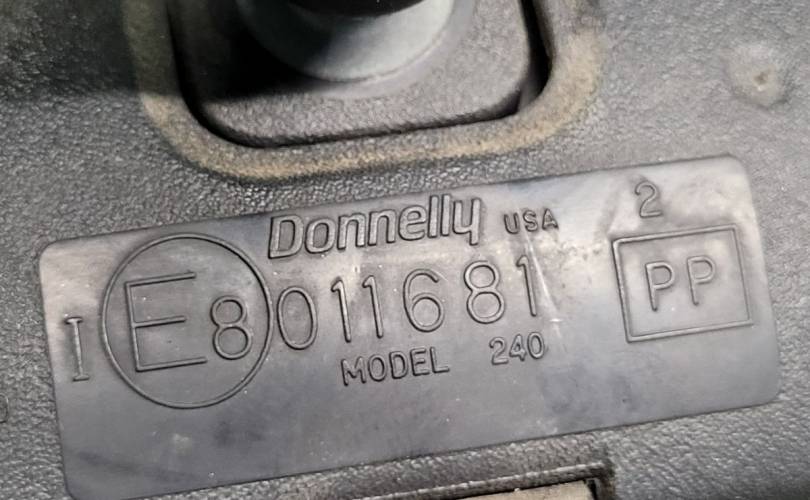 Donnelly USA 2
I E8 011681 PP
MODEL 240